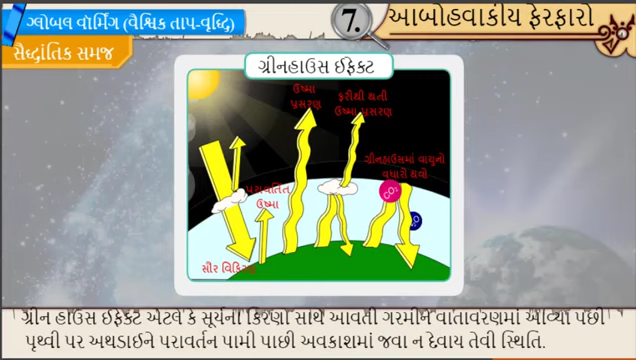 ગ્લોબલ વૉર્મિંગ (વૈશ્વિક તાપ-વૃદ્ધિ)
7.
આબોહવાકીય ફેરફારો
સૈદ્ધાંતિક સમજ
ગ્રીનહાઉસ ઈફેક્ટ
ઉષ્મા
પ્રસરણ
ફરીથી થતી
ઉષ્મા પ્રસરણ
ગ્રીનહાઉસમાં વાયુનો
વધારો થવો
પરાવર્તિત
ઉષ્મા
CO₂
સૌર
ગ્રીન હાઉસ ઈફેક્ટ એટલે કે સૂર્યના કિરણો સાથે આવતી ગરમીને વાતાવરણમાં આવ્યા પછી
પૃથ્વી પર અથડાઈને પરાવર્તન પામી પાછી અવકાશમાં જવા ન દેવાય તેવી સ્થિતિ.